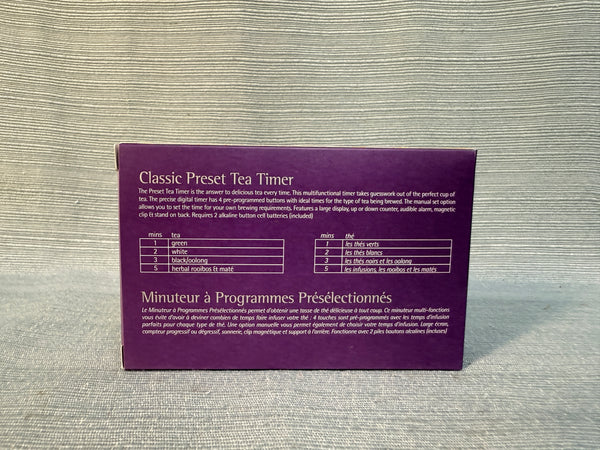 Classic Preset Tea Timer
The Preset Tea Timer is the answer to delicious tea every time. This multifunctional timer takes guesswork out of the perfect cup of
tea. The precise digital timer has 4 pre-programmed buttons with ideal times for the type of tea being brewed. The manual set option
allows you to set the time for your own brewing requirements. Features a large display, up or down counter, audible alarm, magnetic
clip & stand on back. Requires 2 alkaline button cell batteries (included)
mins tea
1 green
2 white
3 black/oolong
5 herbal rooibos & maté
mins thé
1 les thés verts
2 les thés blancs
3 les thés noirs et les oolong
5 les infusions, les rooibos et les matés
Minuteur à Programmes Présélectionnés
Le Minuteur à Programmes Présélectionnés permet d'obtenir une tasse de thé délicieuse à tout coup. Ce minuteur multi-fonctions
vous évite d'avoir à deviner combien de temps faire infuser votre thé : 4 touches sont pré-programmés avec les temps d'infusion
parfaits pour chaque type de thé. Une option manuelle vous permet également de choisir votre temps d'infusion. Large écran,
compteur progressif ou dégressif, sonnerie, clip magnétique et support à l'arrière. Fonctionne avec 2 piles boutons alcalines (incluses)